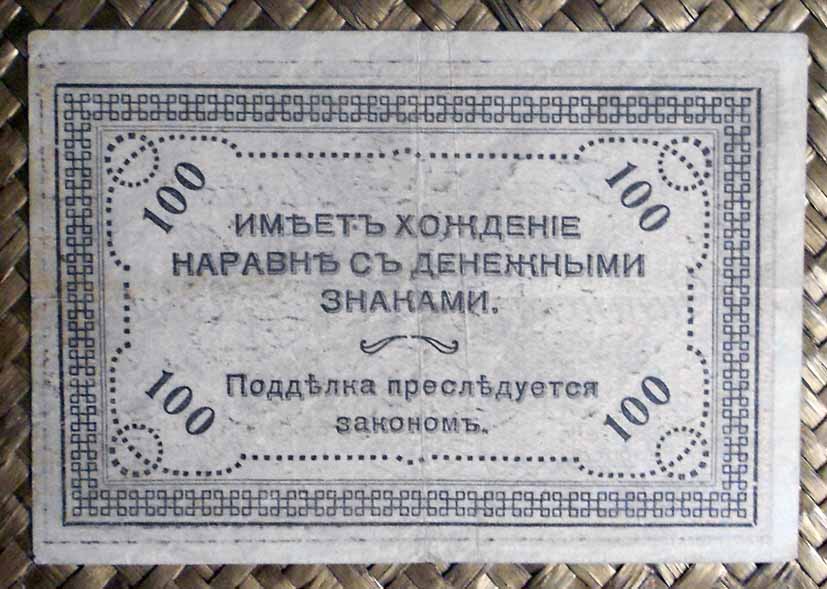 100 100
ИМѢЕТЪ ХОЖДЕНІЕ
НАРАВНѢ СЪ ДЕНЕЖНЫМИ
ЗНАКАМИ.
Поддѣлка преслѣдуется
закономъ.
100 100